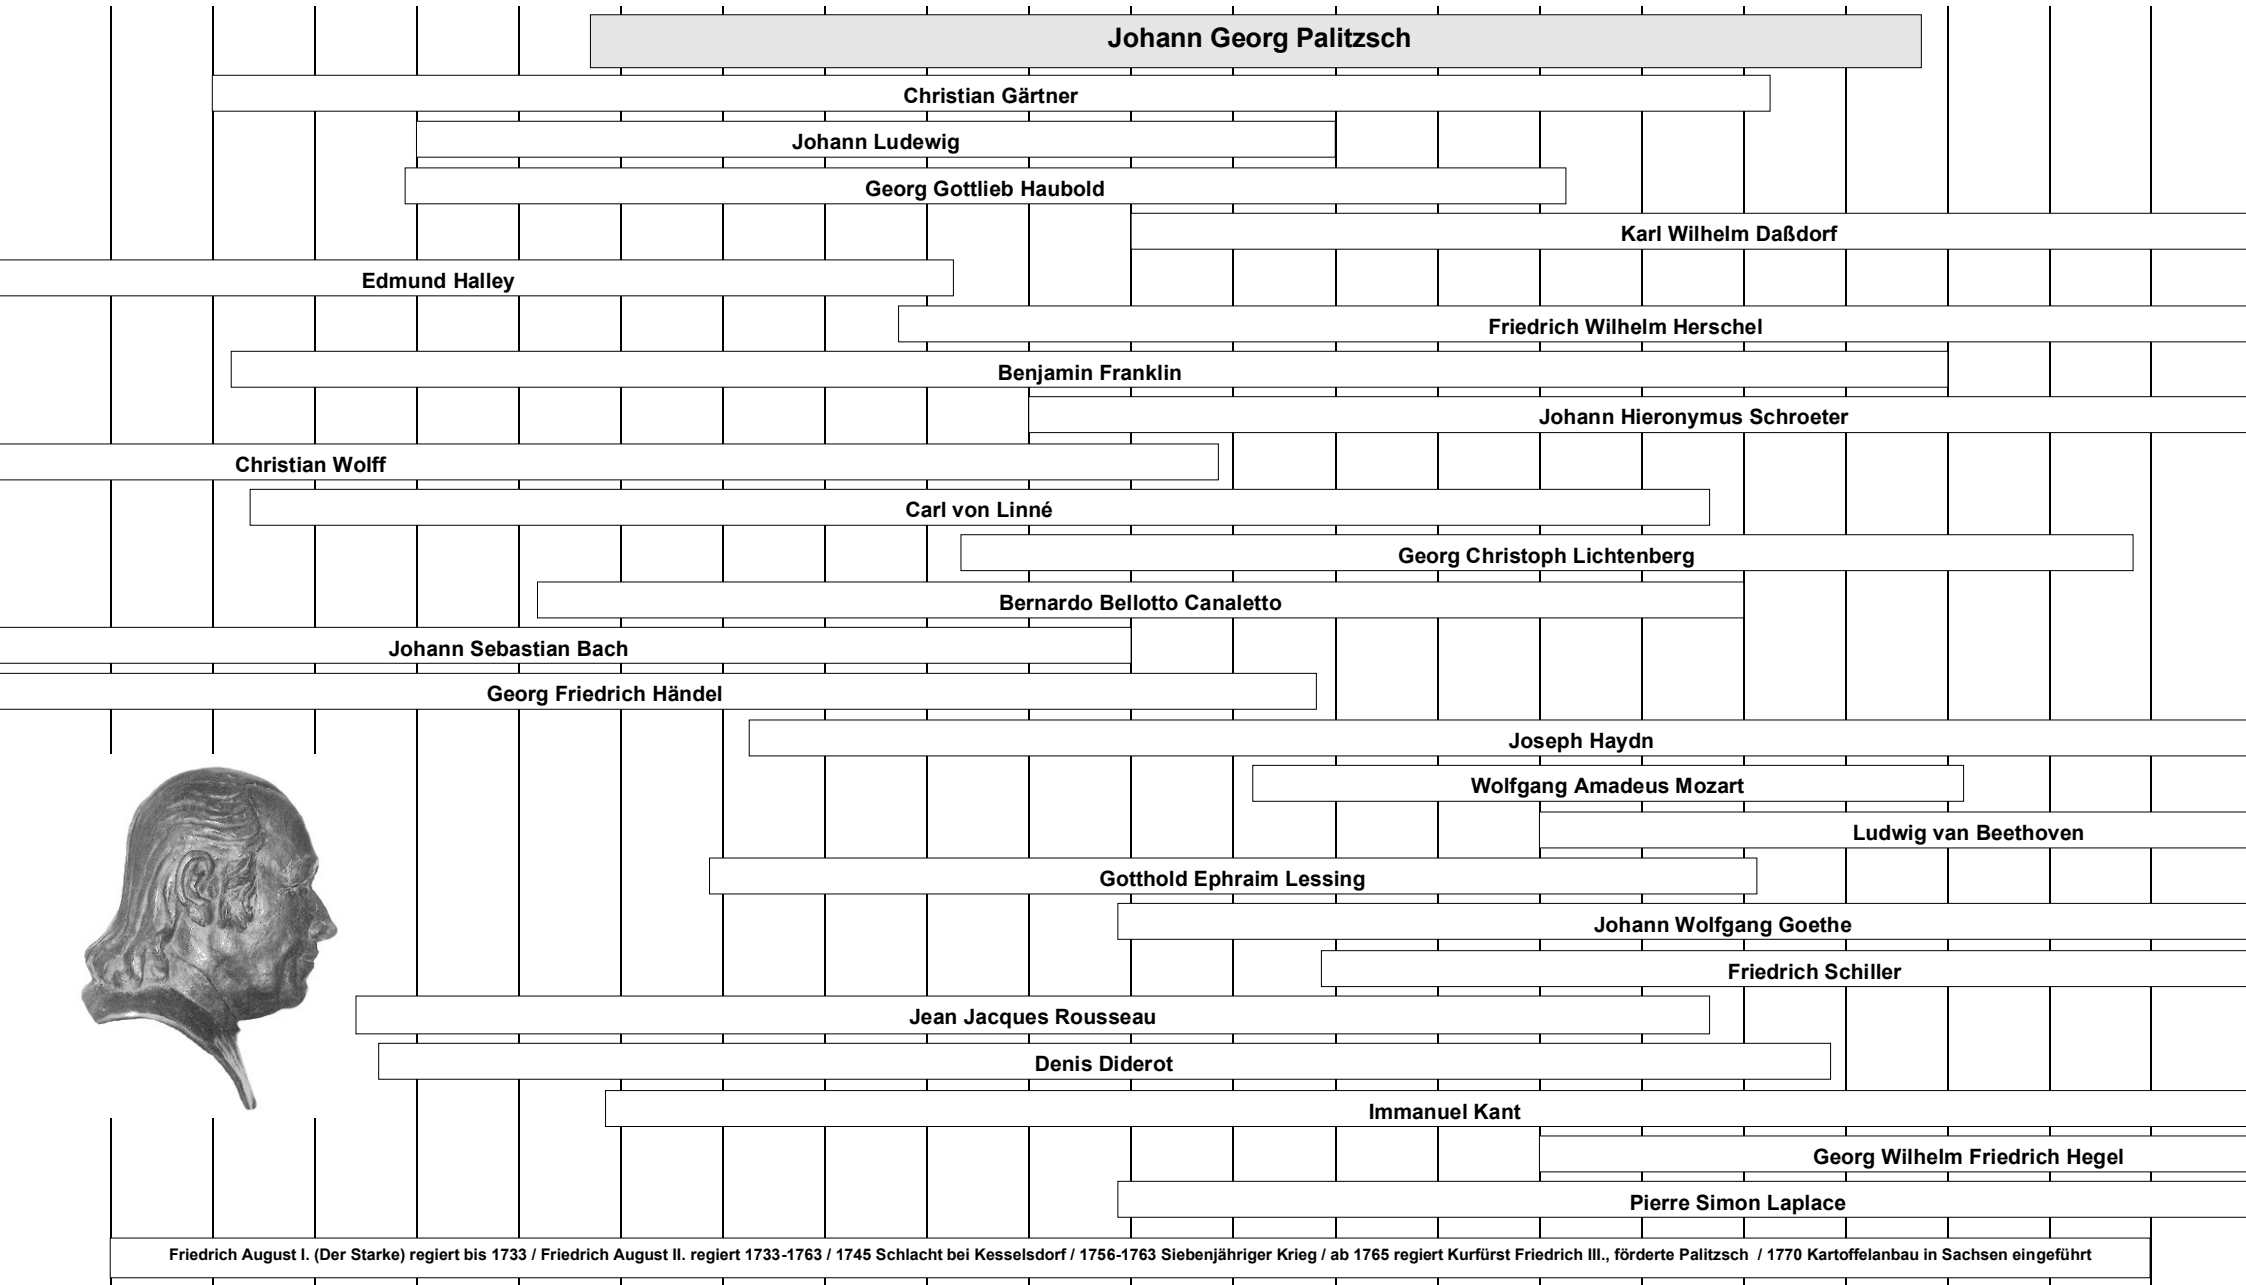 Johann Georg Palitzsch
Christian Gärtner
Johann Ludewig
Georg Gottlieb Haubold
Karl Wilhelm Daßdorf
Edmund Halley
Friedrich Wilhelm Herschel
Benjamin Franklin
Johann Hieronymus Schroeter
Christian Wolff
Carl von Linné
Georg Christoph Lichtenberg
Bernardo Bellotto Canaletto
Johann Sebastian Bach
Georg Friedrich Händel
Joseph Haydn
Wolfgang Amadeus Mozart
Ludwig van Beethoven
Gotthold Ephraim Lessing
Johann Wolfgang Goethe
Friedrich Schiller
Jean Jacques Rousseau
Denis Diderot
Immanuel Kant
Georg Wilhelm Friedrich Hegel
Pierre Simon Laplace
Friedrich August I. (Der Starke) regiert bis 1733 / Friedrich August II. regiert 1733-1763 / 1745 Schlacht bei Kesselsdorf / 1756-1763 Siebenjähriger Krieg / ab 1765 regiert Kurfürst Friedrich III., förderte Palitzsch / 1770 Kartoffelanbau in Sachsen eingeführt